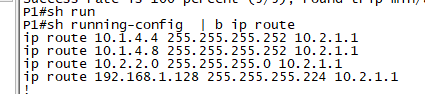 P1#sh run
P1#sh running-config | b ip route
ip route 10.1.4.4 255.255.255.252 10.2.1.1
ip route 10.1.4.8 255.255.255.252 10.2.1.1
ip route 10.2.2.0 255.255.255.0 10.2.1.1
ip route 192.168.1.128 255.255.255.224 10.2.1.1
!